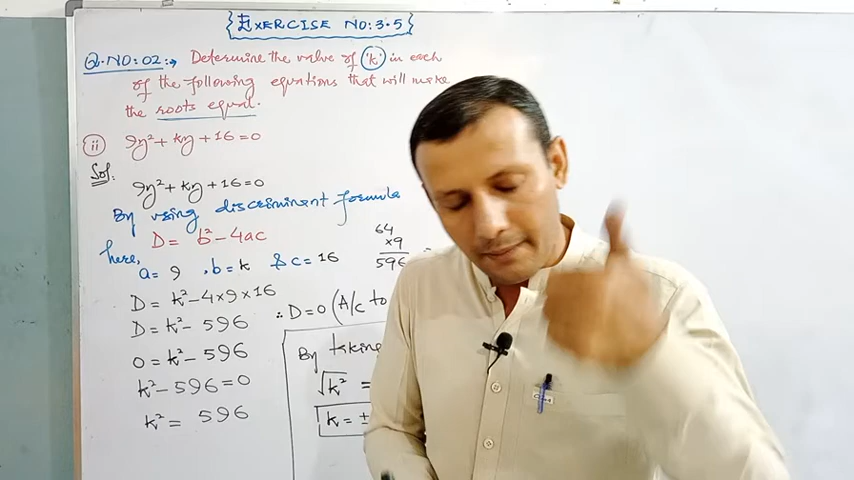 EXERCISE NO:3.5
Q.NO:02:→ Determine the value of 'k' in each
of the following equations that will make
the roots equal.
ii 9y²+ky+16=0
Sol:
9y²+ky+16=0
By using discriminent formula
D= b²-4ac
here,
a= 9 , b= k & c= 16
64
×9
596
D= k²-4×9×16
D= k²- 596
∴ D=0 (A/c to
0= k²- 596
k²-596=0
k²= 596
By taking
√k² =
k= ±